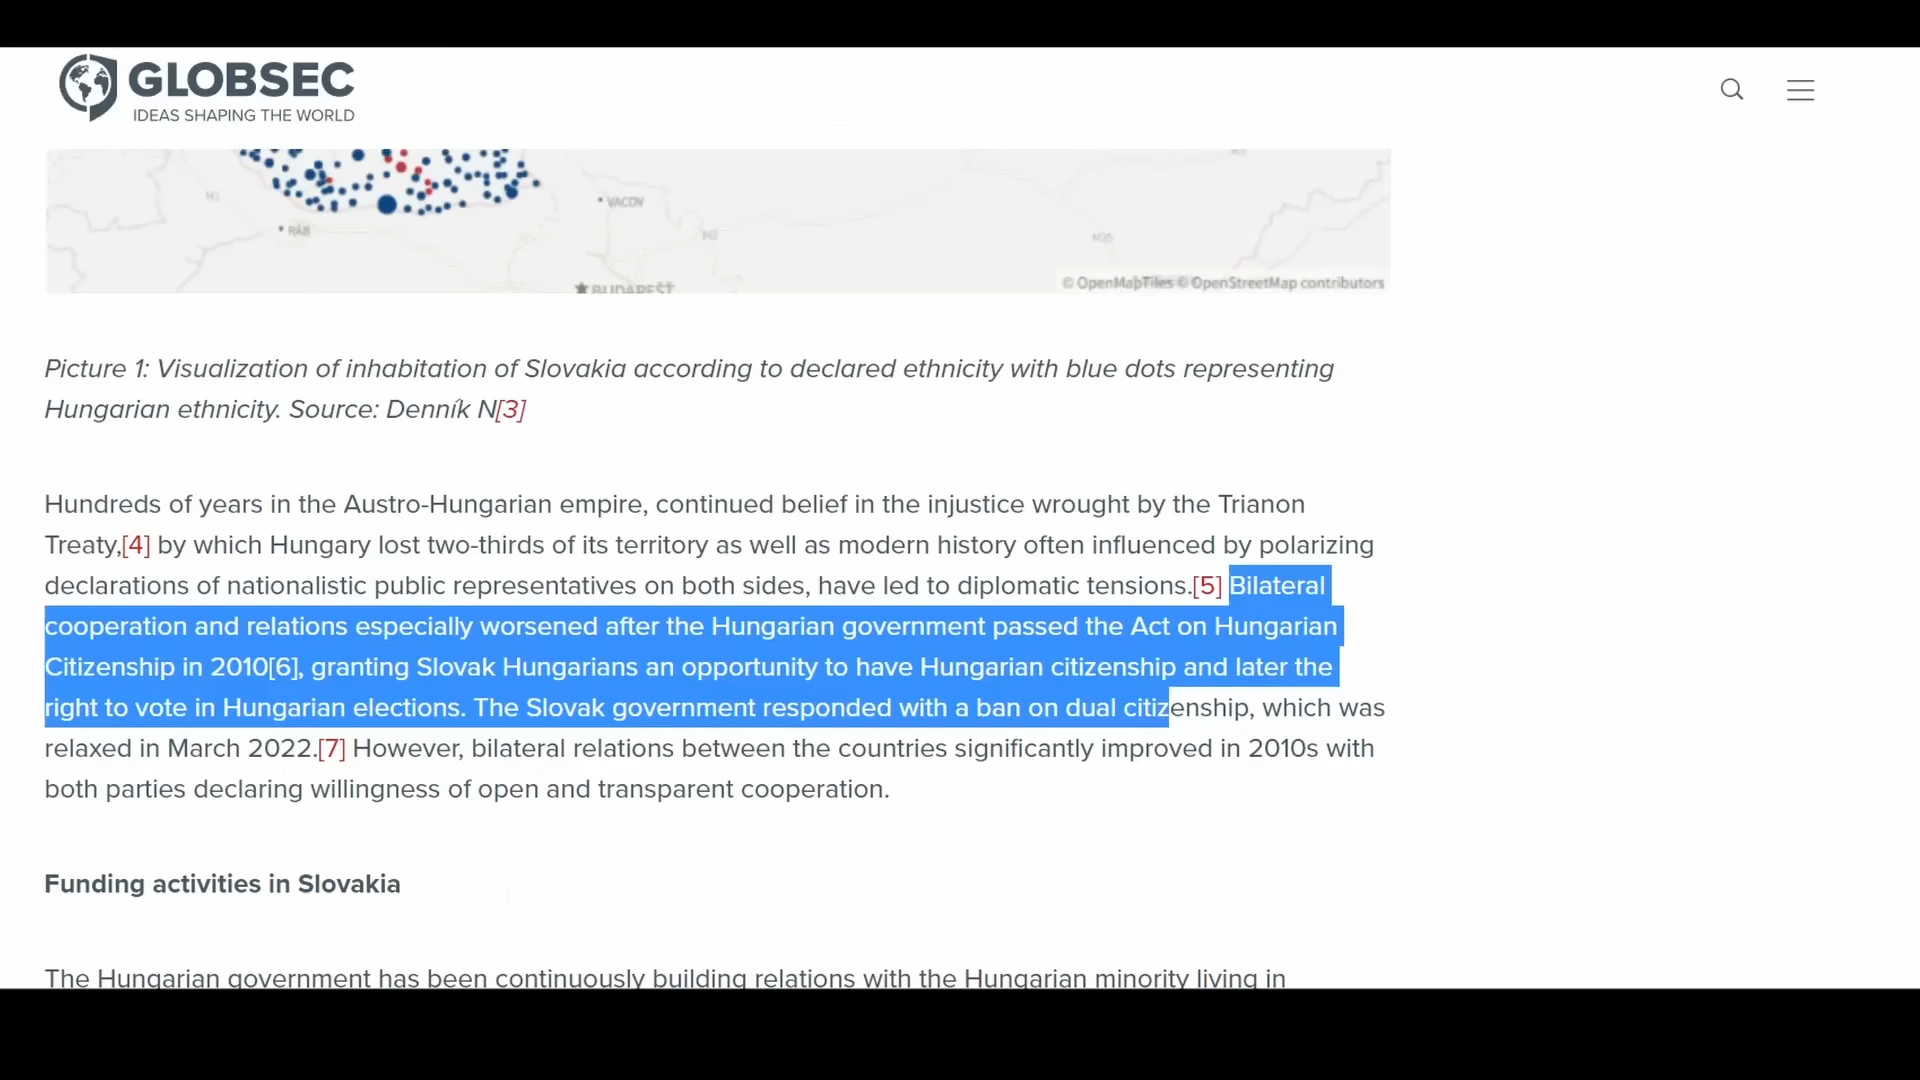 GLOBSEC
IDEAS SHAPING THE WORLD
M3
N1
VACOV
RÁB
N3
M35
BUDAPEŠT
© OpenMapTiles © OpenStreetMap contributors
Picture 1: Visualization of inhabitation of Slovakia according to declared ethnicity with blue dots representing
Hungarian ethnicity. Source: Denník N[3]
Hundreds of years in the Austro-Hungarian empire, continued belief in the injustice wrought by the Trianon
Treaty,[4] by which Hungary lost two-thirds of its territory as well as modern history often influenced by polarizing
declarations of nationalistic public representatives on both sides, have led to diplomatic tensions.[5] Bilateral
cooperation and relations especially worsened after the Hungarian government passed the Act on Hungarian
Citizenship in 2010[6], granting Slovak Hungarians an opportunity to have Hungarian citizenship and later the
right to vote in Hungarian elections. The Slovak government responded with a ban on dual citizenship, which was
relaxed in March 2022.[7] However, bilateral relations between the countries significantly improved in 2010s with
both parties declaring willingness of open and transparent cooperation.
Funding activities in Slovakia
The Hungarian government has been continuously building relations with the Hungarian minority living in